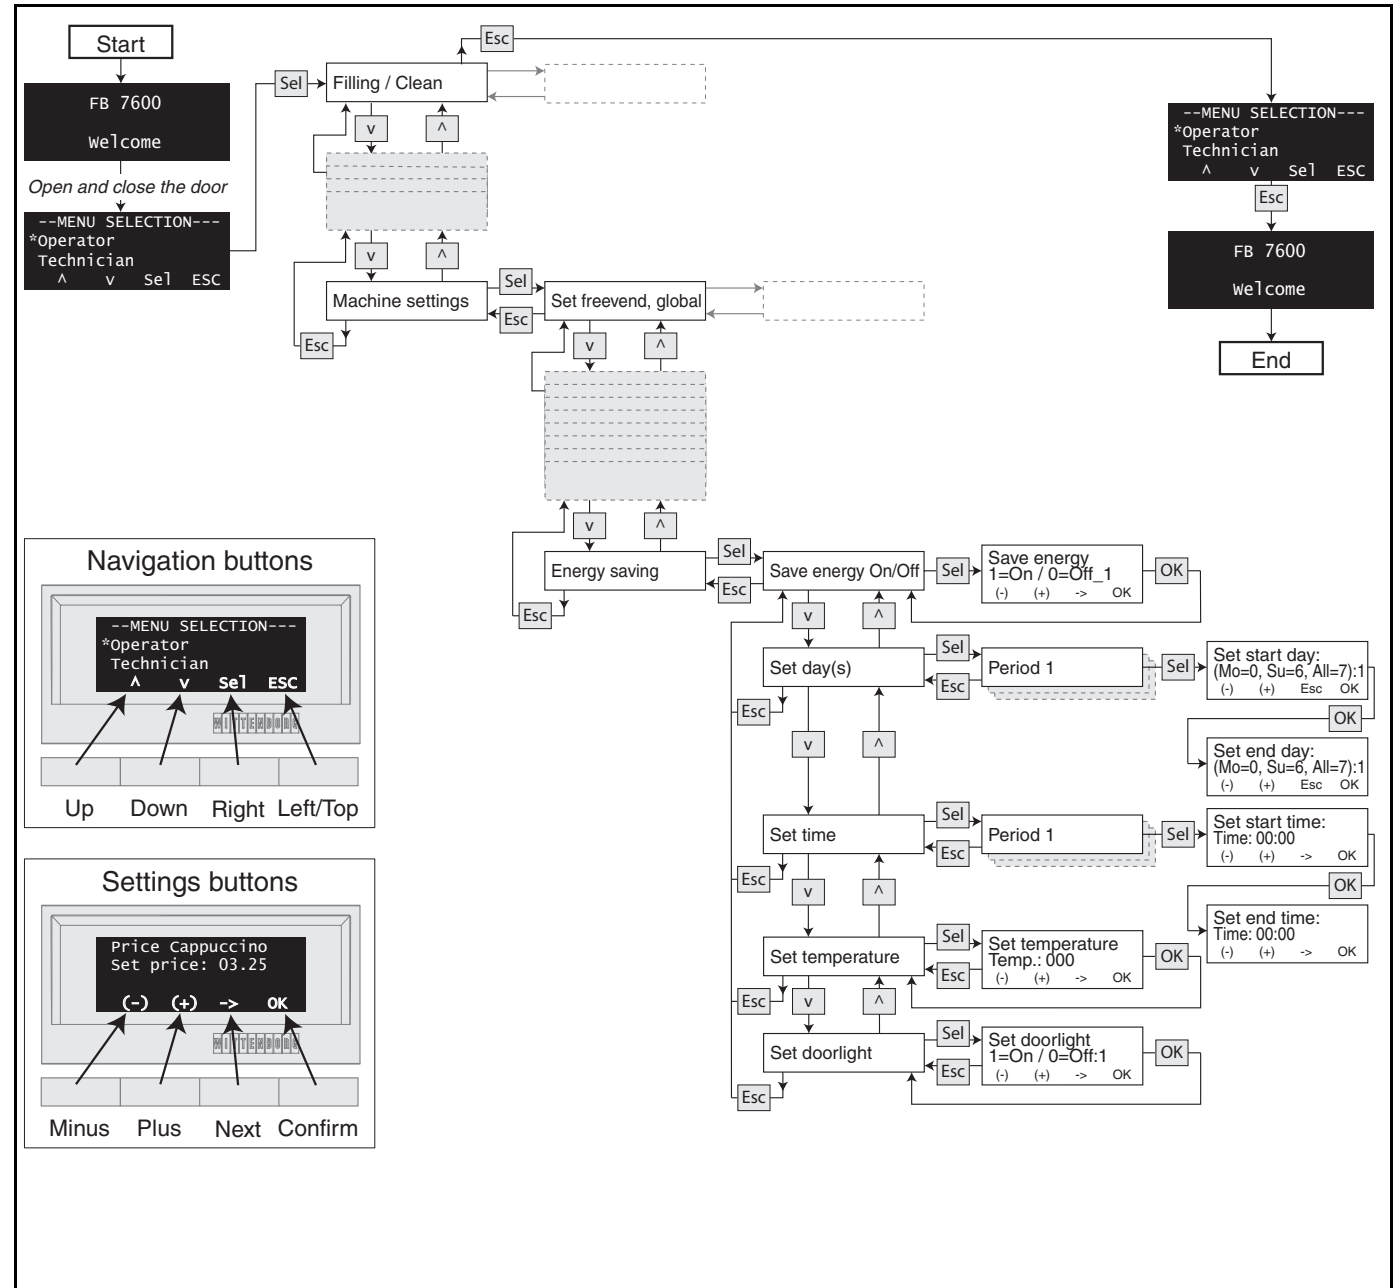 Start
FB 7600
Welcome
Open and close the door
--MENU SELECTION---
*Operator
Technician
^ v Sel ESC
Sel
Filling / Clean
Esc
v ^
v ^
Machine settings
Esc
Sel
Esc
Set freevend, global
v ^
v ^
Energy saving
Esc
Sel
Esc
Save energy On/Off
Sel
Save energy
1=On / 0=Off_1
(-) (+) -> OK
OK
v ^
Set day(s)
Esc
Sel
Esc
Period 1
Sel
Set start day:
(Mo=0, Su=6, All=7):1
(-) (+) Esc OK
OK
Set end day:
(Mo=0, Su=6, All=7):1
(-) (+) Esc OK
v ^
Set time
Esc
Sel
Esc
Period 1
Sel
Set start time:
Time: 00:00
(-) (+) -> OK
OK
Set end time:
Time: 00:00
(-) (+) -> OK
v ^
Set temperature
Esc
Sel
Esc
Set temperature
Temp.: 000
(-) (+) -> OK
OK
v ^
Set doorlight
Esc
Sel
Esc
Set doorlight
1=On / 0=Off:1
(-) (+) -> OK
OK
--MENU SELECTION---
*Operator
Technician
^ v Sel ESC
Esc
FB 7600
Welcome
End
Navigation buttons
--MENU SELECTION---
*Operator
Technician
^ v Sel ESC
WITTENBORG
Up Down Right Left/Top
Settings buttons
Price Cappuccino
Set price: 03.25
(-) (+) -> OK
WITTENBORG
Minus Plus Next Confirm